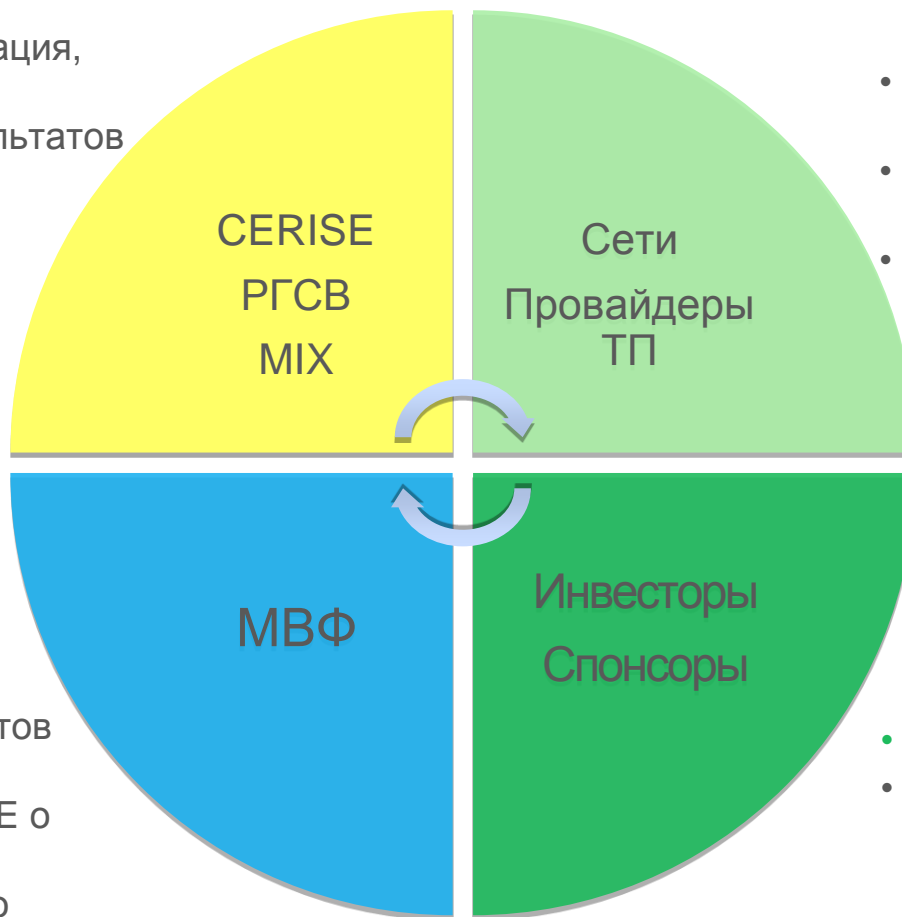 ация,
льтатов
CERISE
РГСВ
MIX
Сети
Провайдеры
ТП
МВФ
Инвесторы
Спонсоры
тов
Е о